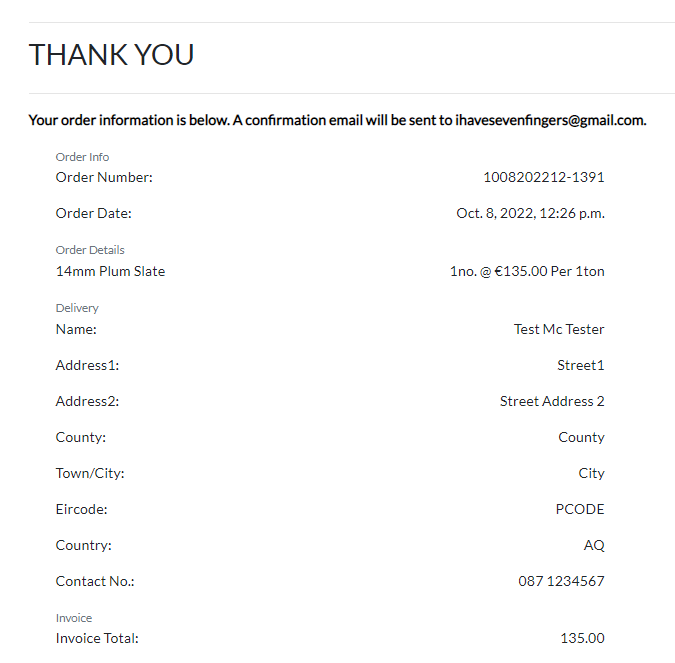 THANK YOU
Your order information is below. A confirmation email will be sent to ihavesevenfingers@gmail.com.
Order Info
Order Number: 1008202212-1391
Order Date: Oct. 8, 2022, 12:26 p.m.
Order Details
14mm Plum Slate 1no. @ €135.00 Per 1ton
Delivery
Name: Test Mc Tester
Address1: Street1
Address2: Street Address 2
County: County
Town/City: City
Eircode: PCODE
Country: AQ
Contact No.: 087 1234567
Invoice
Invoice Total: 135.00